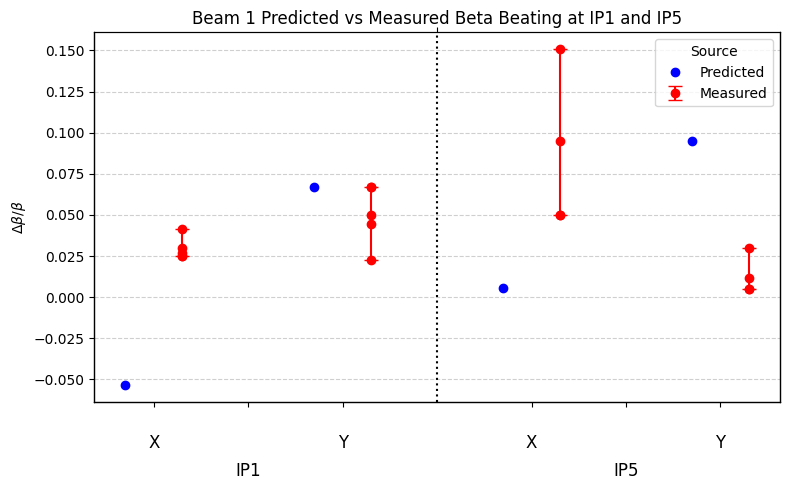 Beam 1 Predicted vs Measured Beta Beating at IP1 and IP5
Δβ/β
0.150
0.125
0.100
0.075
0.050
0.025
0.000
−0.025
−0.050
Source
Predicted
Measured
X Y X Y
IP1 IP5